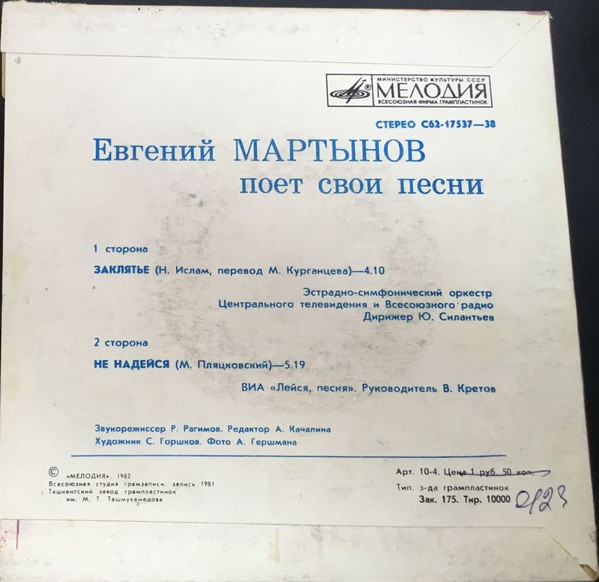 МИНИСТЕРСТВО КУЛЬТУРЫ СССР
МЕЛОДИЯ
ВСЕСОЮЗНАЯ ФИРМА ГРАМПЛАСТИНОК
СТЕРЕО С62-17537—38
Евгений МАРТЫНОВ
поет свои песни
1 сторона
ЗАКЛЯТЬЕ (Н. Ислам, перевод М. Курганцева)—4.10
Эстрадно-симфонический оркестр
Центрального телевидения и Всесоюзного радио
Дирижер Ю. Силантьев
2 сторона
НЕ НАДЕЙСЯ (М. Пляцковский)—5.19
ВИА «Лейся, песня». Руководитель В. Кретов
Звукорежиссер Р. Рагимов. Редактор А. Качалина
Художник С. Горшков. Фото А. Гершмана
© «МЕЛОДИЯ», 1982
Всесоюзная студия грамзаписи. запись 1981
Ташкентский завод грампластинок
им. М. Т. Ташмухамедова
Арт. 10-4. Цена 1 руб. 50 коп.
Тип. з-да грампластинок
Зак. 175. Тир. 10000